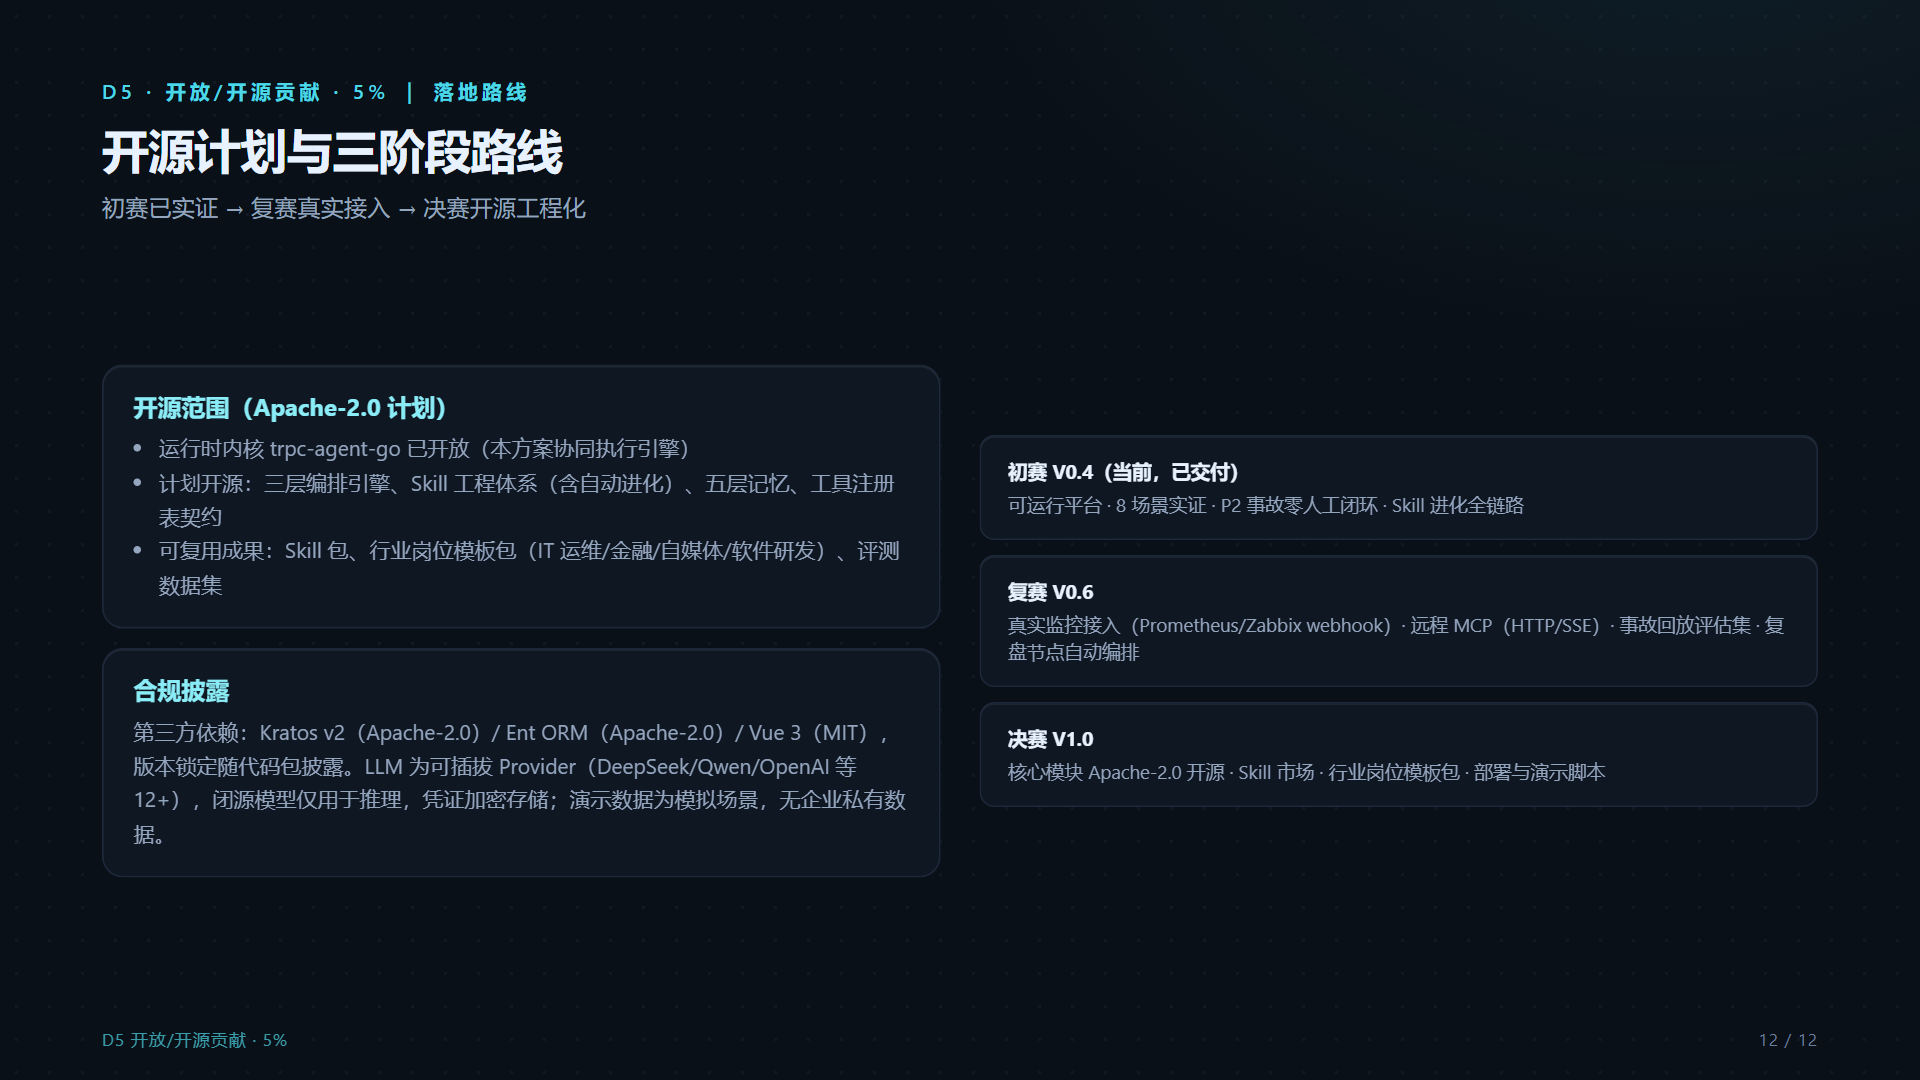 D5 · 开放/开源贡献 · 5% | 落地路线
开源计划与三阶段路线
初赛已实证 → 复赛真实接入 → 决赛开源工程化
开源范围（Apache-2.0 计划）
• 运行时内核 trpc-agent-go 已开放（本方案协同执行引擎）
• 计划开源：三层编排引擎、Skill 工程体系（含自动进化）、五层记忆、工具注册
表契约
• 可复用成果：Skill 包、行业岗位模板包（IT 运维/金融/自媒体/软件研发）、评测
数据集
合规披露
第三方依赖：Kratos v2（Apache-2.0）/ Ent ORM（Apache-2.0）/ Vue 3（MIT），
版本锁定随代码包披露。LLM 为可插拔 Provider（DeepSeek/Qwen/OpenAI 等
12+），闭源模型仅用于推理，凭证加密存储；演示数据为模拟场景，无企业私有数
据。
初赛 V0.4（当前，已交付）
可运行平台 · 8 场景实证 · P2 事故零人工闭环 · Skill 进化全链路
复赛 V0.6
真实监控接入（Prometheus/Zabbix webhook）· 远程 MCP（HTTP/SSE）· 事故回放评估集 · 复
盘节点自动编排
决赛 V1.0
核心模块 Apache-2.0 开源 · Skill 市场 · 行业岗位模板包 · 部署与演示脚本
D5 开放/开源贡献 · 5%
12 / 12